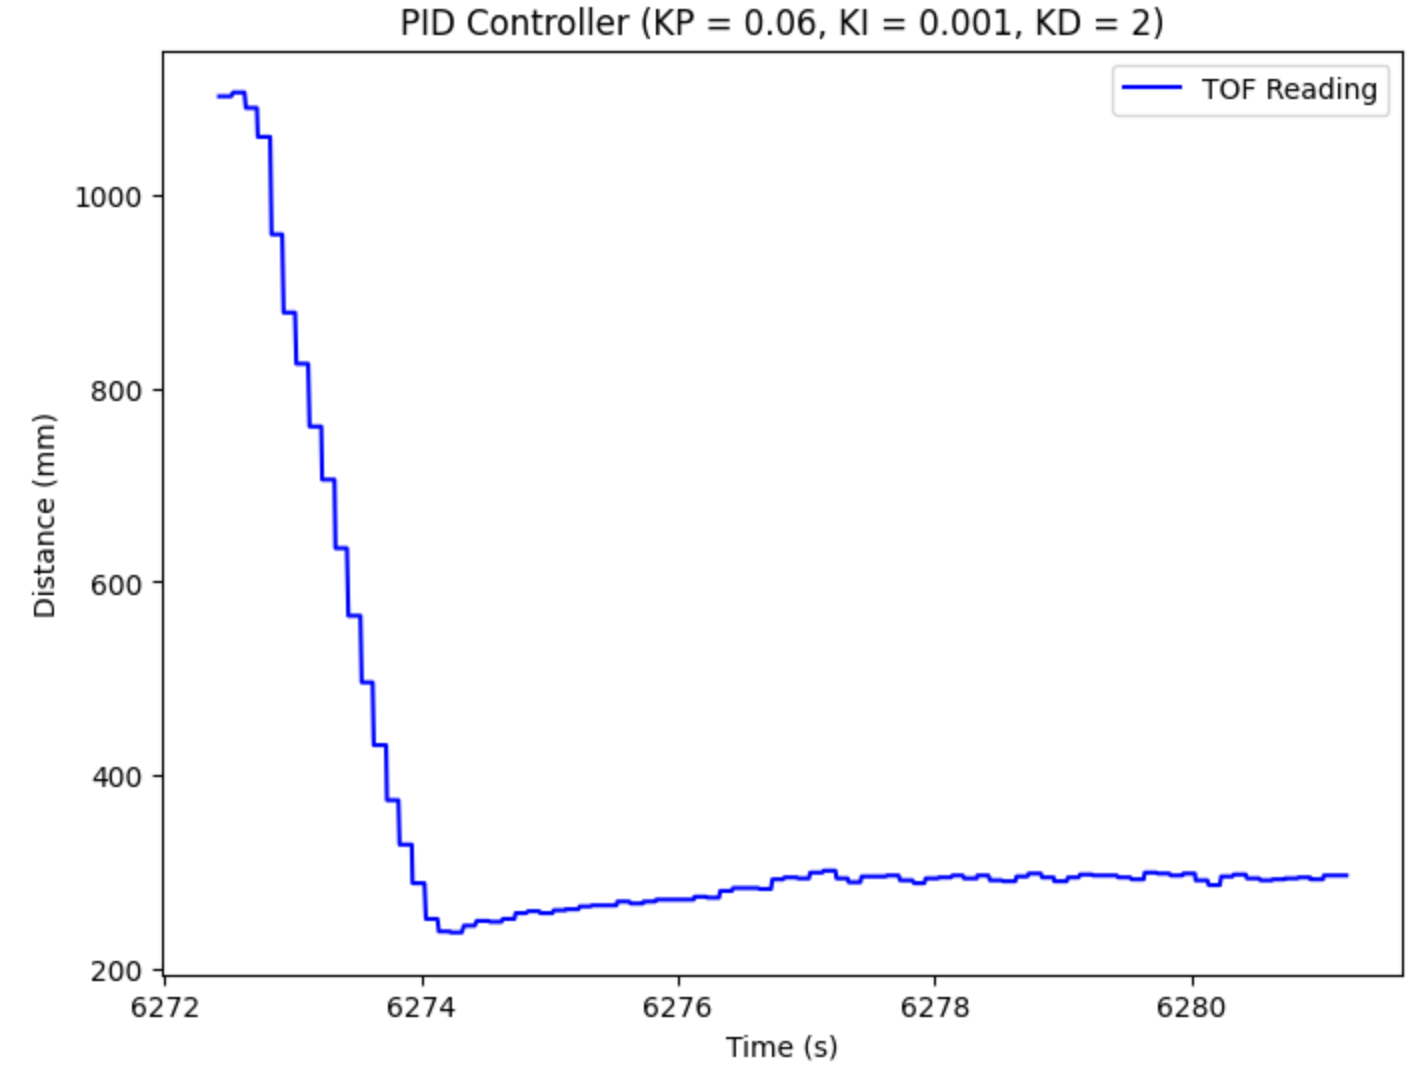 PID Controller (KP = 0.06, KI = 0.001, KD = 2)
TOF Reading
1000
800
600
400
200
Distance (mm)
6272 6274 6276 6278 6280
Time (s)